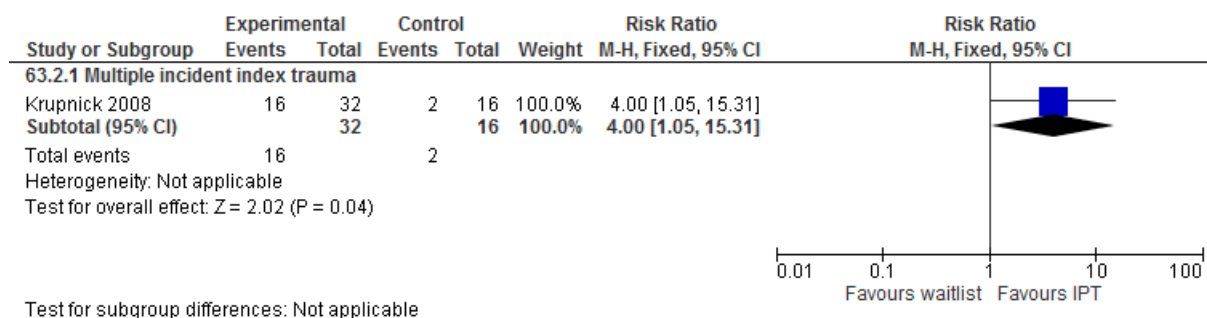 Experimental Control Risk Ratio Risk Ratio
Study or Subgroup Events Total Events Total Weight M-H, Fixed, 95% CI M-H, Fixed, 95% CI
63.2.1 Multiple incident index trauma
Krupnick 2008 16 32 2 16 100.0% 4.00 [1.05, 15.31]
Subtotal (95% CI) 32 16 100.0% 4.00 [1.05, 15.31]
Total events 16 2
Heterogeneity: Not applicable
Test for overall effect: Z = 2.02 (P = 0.04)
0.01 0.1 1 10 100
Favours waitlist Favours IPT
Test for subgroup differences: Not applicable